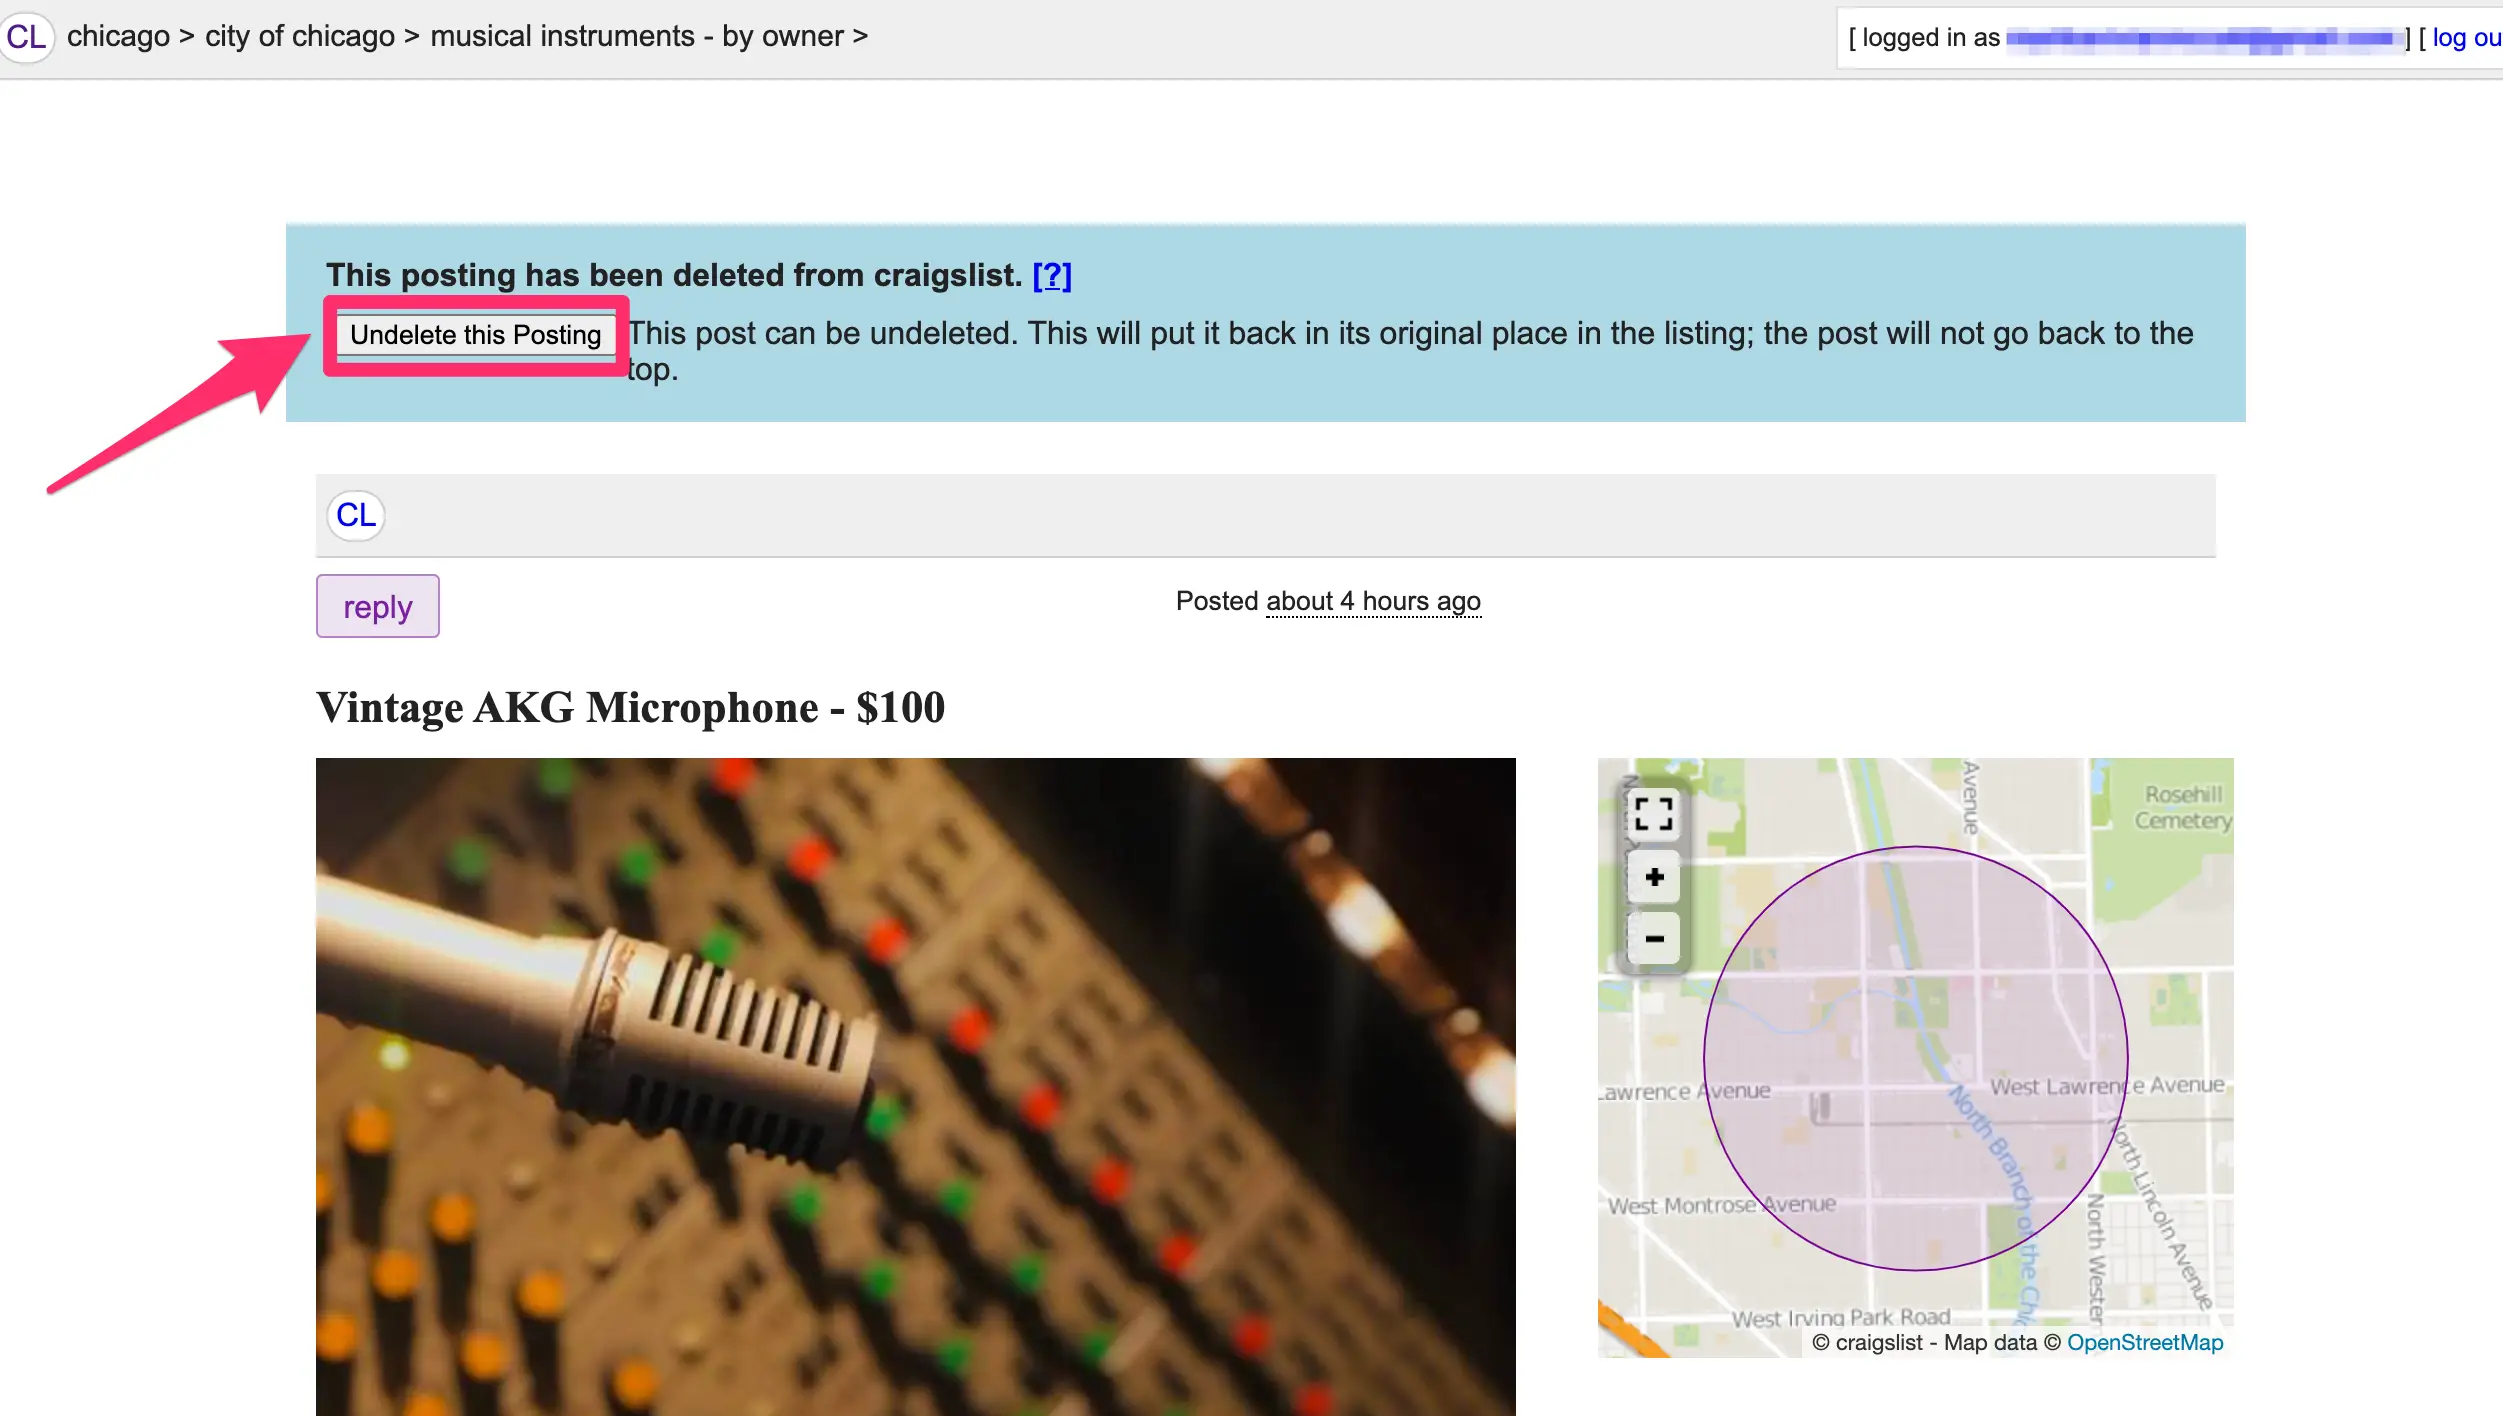 CL chicago > city of chicago > musical instruments - by owner >
[ logged in as ] [ log ou
This posting has been deleted from craigslist. [?]
Undelete this Posting
This post can be undeleted. This will put it back in its original place in the listing; the post will not go back to the
top.
CL
reply
Posted about 4 hours ago
Vintage AKG Microphone - $100
Avenue
Rosehill
Cemetery
+
−
Lawrence Avenue
West Lawrence Avenue
North Branch of the Chic
North Lincoln Avenue
West Montrose Avenue
North Wester
West Irving Park Road
© craigslist - Map data © OpenStreetMap